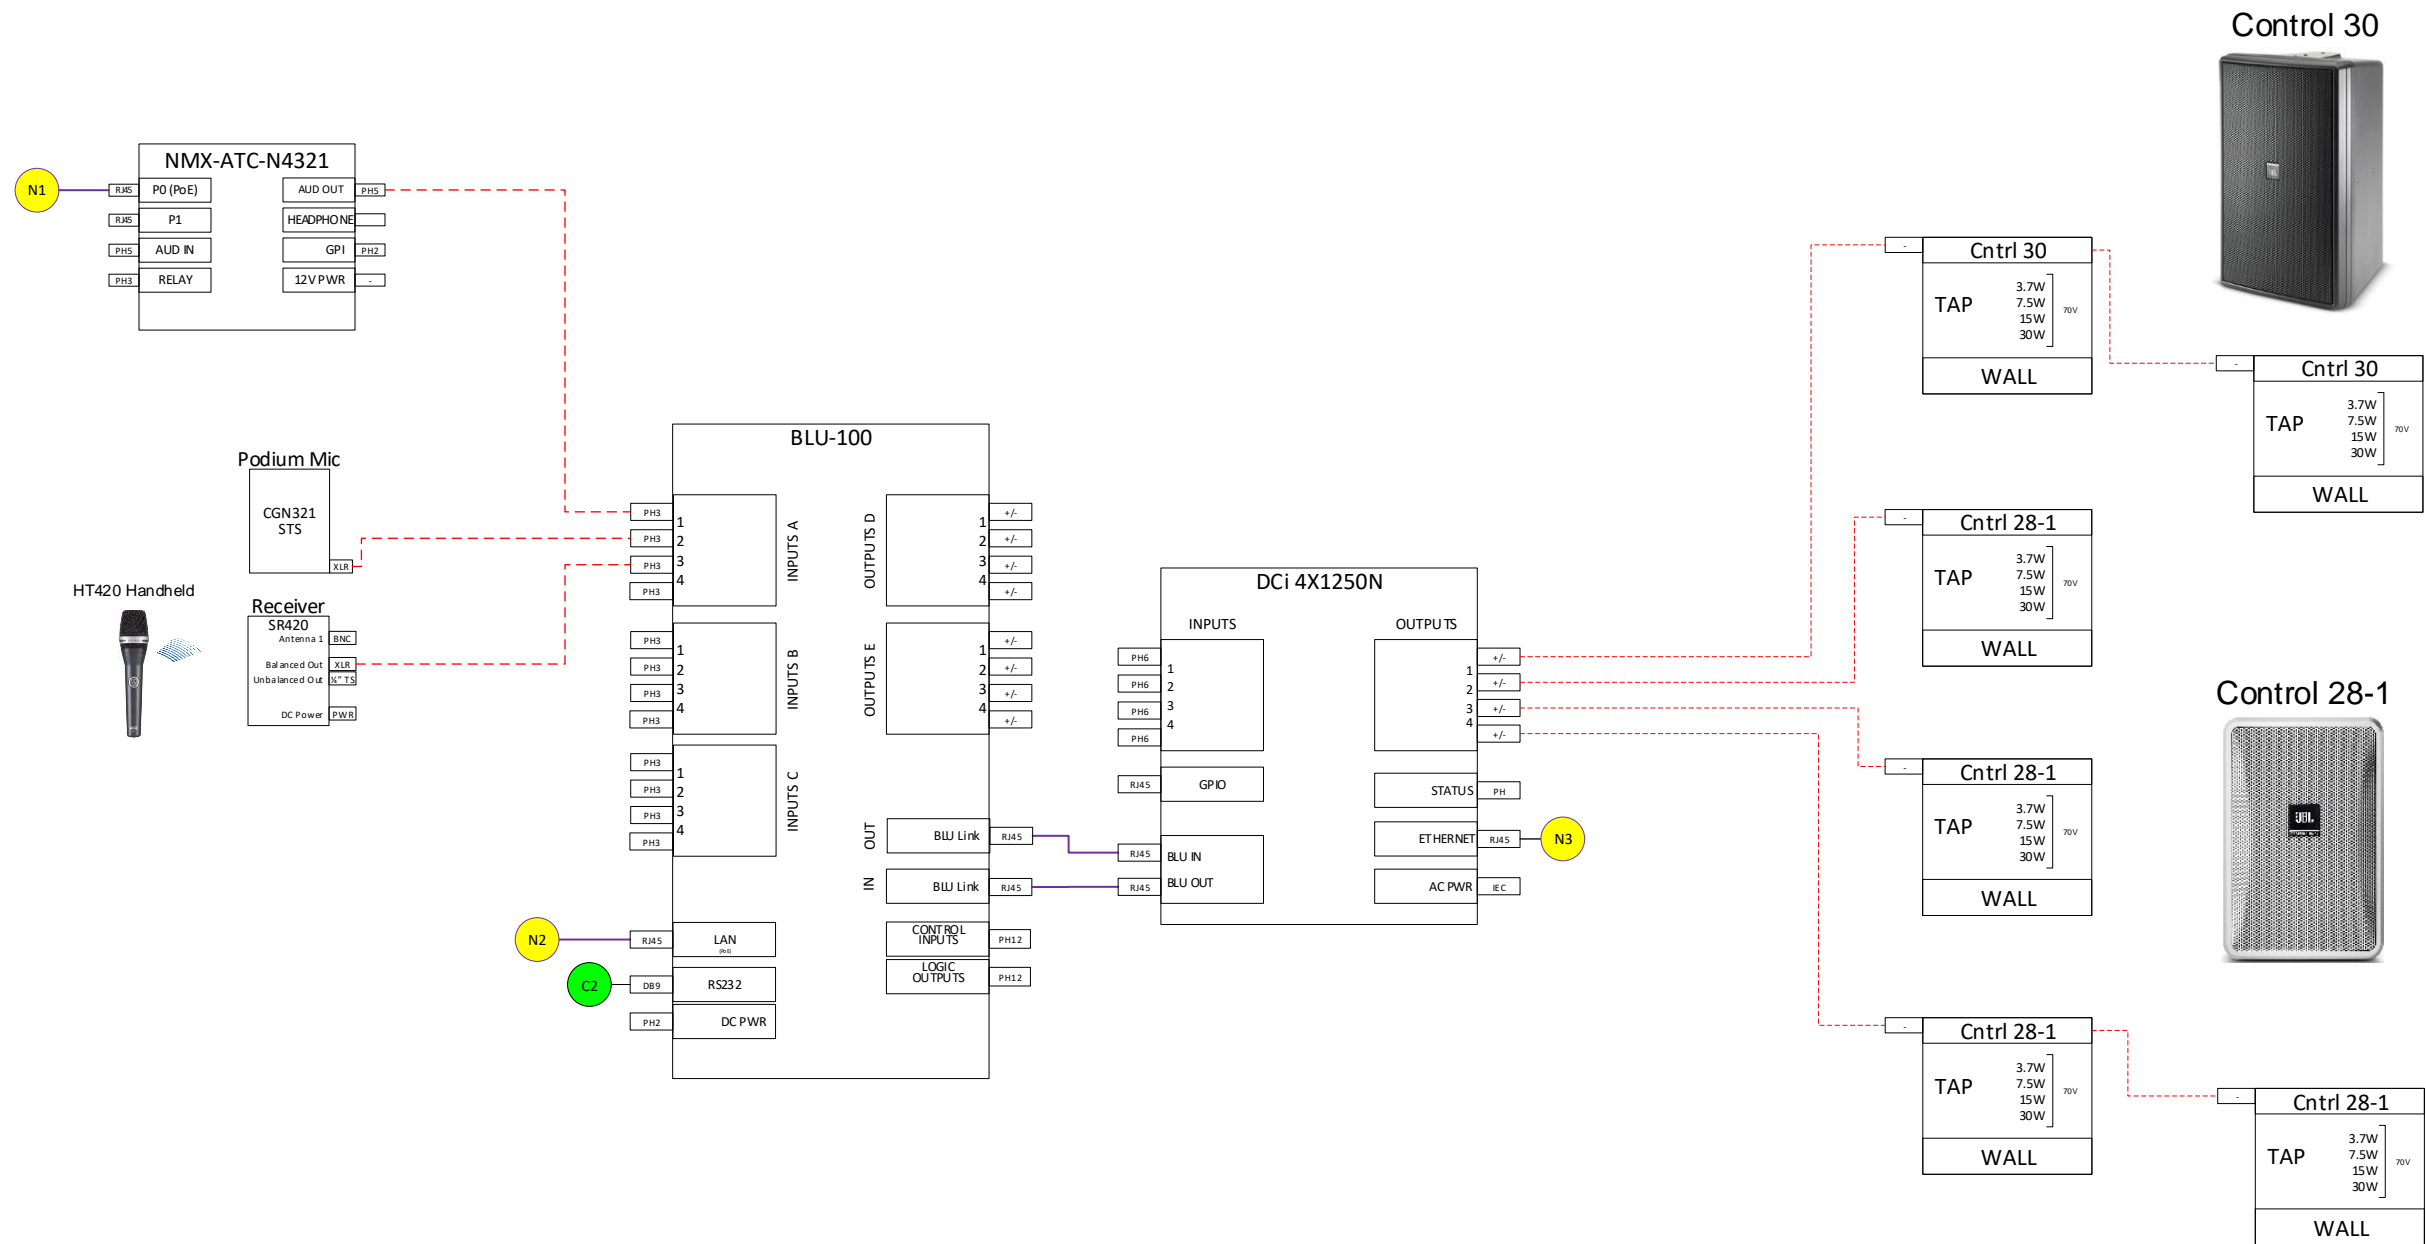 Control 30
JBL
NMX-ATC-N4321
N1
RJ45 P0 (PoE) AUD OUT PH5
RJ45 P1 HEADPHONE
PH5 AUD IN GPI PH2
PH3 RELAY 12V PWR -
Podium Mic
CGN321
STS
XLR
HT420 Handheld
Receiver
SR420
Antenna 1 BNC
Balanced Out XLR
Unbalanced Out ¼" TS
DC Power PWR
BLU-100
INPUTS A
PH3 1
PH3 2
PH3 3
PH3 4
OUTPUTS D
1 +/-
2 +/-
3 +/-
4 +/-
INPUTS B
PH3 1
PH3 2
PH3 3
PH3 4
OUTPUTS E
1 +/-
2 +/-
3 +/-
4 +/-
INPUTS C
PH3 1
PH3 2
PH3 3
PH3 4
OUT BLU Link RJ45
IN BLU Link RJ45
N2 RJ45 LAN
(PoE)
C2 DB9 RS232
PH2 DC PWR
CONTROL
INPUTS PH12
LOGIC
OUTPUTS PH12
DCi 4X1250N
INPUTS OUTPUTS
PH6 1
PH6 2
PH6 3
PH6 4
1 +/-
2 +/-
3 +/-
4 +/-
RJ45 GPIO
STATUS PH
RJ45 BLU IN
RJ45 BLU OUT
ETHERNET RJ45 N3
AC PWR IEC
- Cntrl 30
TAP
3.7W
7.5W
15W
30W
70V
WALL
- Cntrl 30
TAP
3.7W
7.5W
15W
30W
70V
WALL
- Cntrl 28-1
TAP
3.7W
7.5W
15W
30W
70V
WALL
Control 28-1
JBL
- Cntrl 28-1
TAP
3.7W
7.5W
15W
30W
70V
WALL
- Cntrl 28-1
TAP
3.7W
7.5W
15W
30W
70V
WALL
- Cntrl 28-1
TAP
3.7W
7.5W
15W
30W
70V
WALL